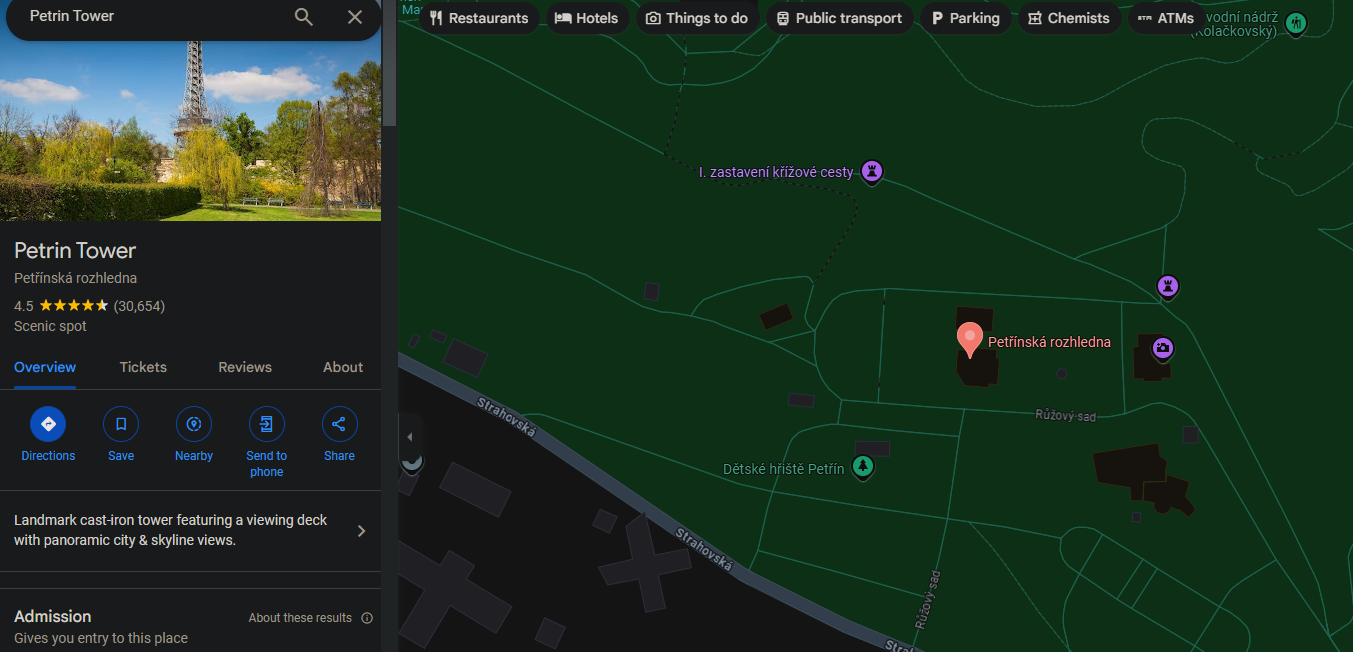 Petrin Tower
Petrin Tower
Petřínská rozhledna
4.5 (30,654)
Scenic spot
Overview
Tickets
Reviews
About
Directions
Save
Nearby
Send to
phone
Share
Landmark cast-iron tower featuring a viewing deck
with panoramic city & skyline views.
Admission
About these results
Gives you entry to this place
Restaurants
Hotels
Things to do
Public transport
Parking
Chemists
ATM
ATMs
vodní nádrž
(Kolačkovský)
I. zastavení křížové cesty
Petřínská rozhledna
Růžový sad
Strahovská
Dětské hřiště Petřín
Strahovská
Růžový sad